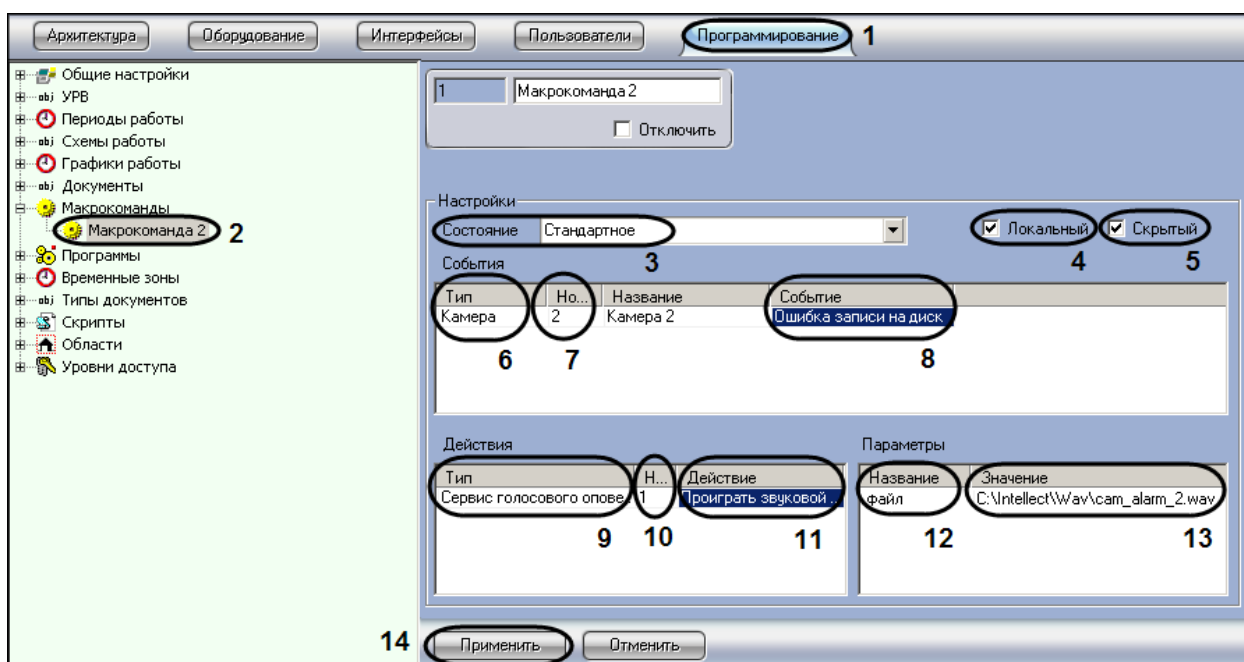 Архитектура Оборудование Интерфейсы Пользователи Программирование 1
Общие настройки
obj УРВ
Периоды работы
obj Схемы работы
Графики работы
obj Документы
Макрокоманды
Макрокоманда 2 2
Программы
Временные зоны
obj Типы документов
Скрипты
Области
Уровни доступа
1 Макрокоманда 2
Отключить
Настройки
Состояние Стандартное Локальный Скрытый
3 4 5
События
Тип Но... Название Событие
Камера 2 Камера 2 Ошибка записи на диск
6 7 8
Действия Параметры
Тип Н... Действие Название Значение
Сервис голосового опове 1 Проиграть звуковой ... файл C:\Intellect\Wav\cam_alarm_2.wav
9 10 11 12 13
14 Применить Отменить